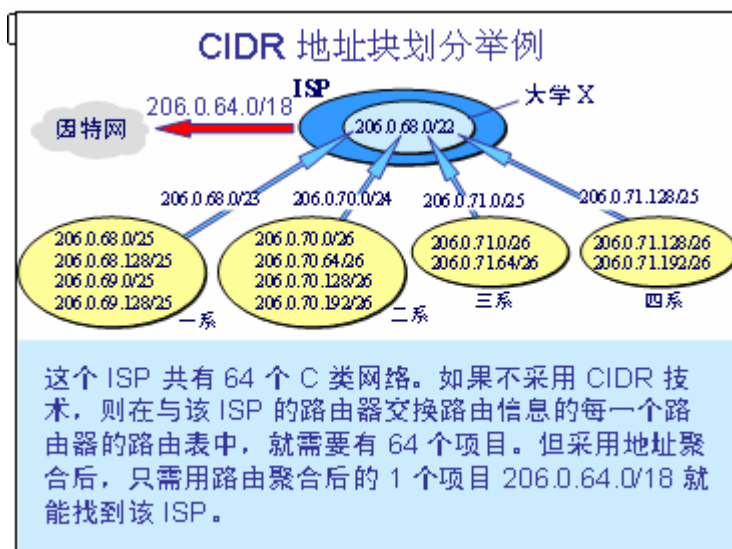 CIDR 地址块划分举例
ISP
206.0.64.0/18
大学 X
因特网
206.0.68.0/22
206.0.68.0/23
206.0.70.0/24
206.0.71.0/25
206.0.71.128/25
206.0.68.0/25
206.0.68.128/25
206.0.69.0/25
206.0.69.128/25
一系
206.0.70.0/26
206.0.70.64/26
206.0.70.128/26
206.0.70.192/26
二系
206.0.71.0/26
206.0.71.64/26
三系
206.0.71.128/26
206.0.71.192/26
四系
这个 ISP 共有 64 个 C 类网络。如果不采用 CIDR 技
术，则在与该 ISP 的路由器交换路由信息的每一个路
由器的路由表中，就需要有 64 个项目。但采用地址聚
合后，只需用路由聚合后的 1 个项目 206.0.64.0/18 就
能找到该 ISP。